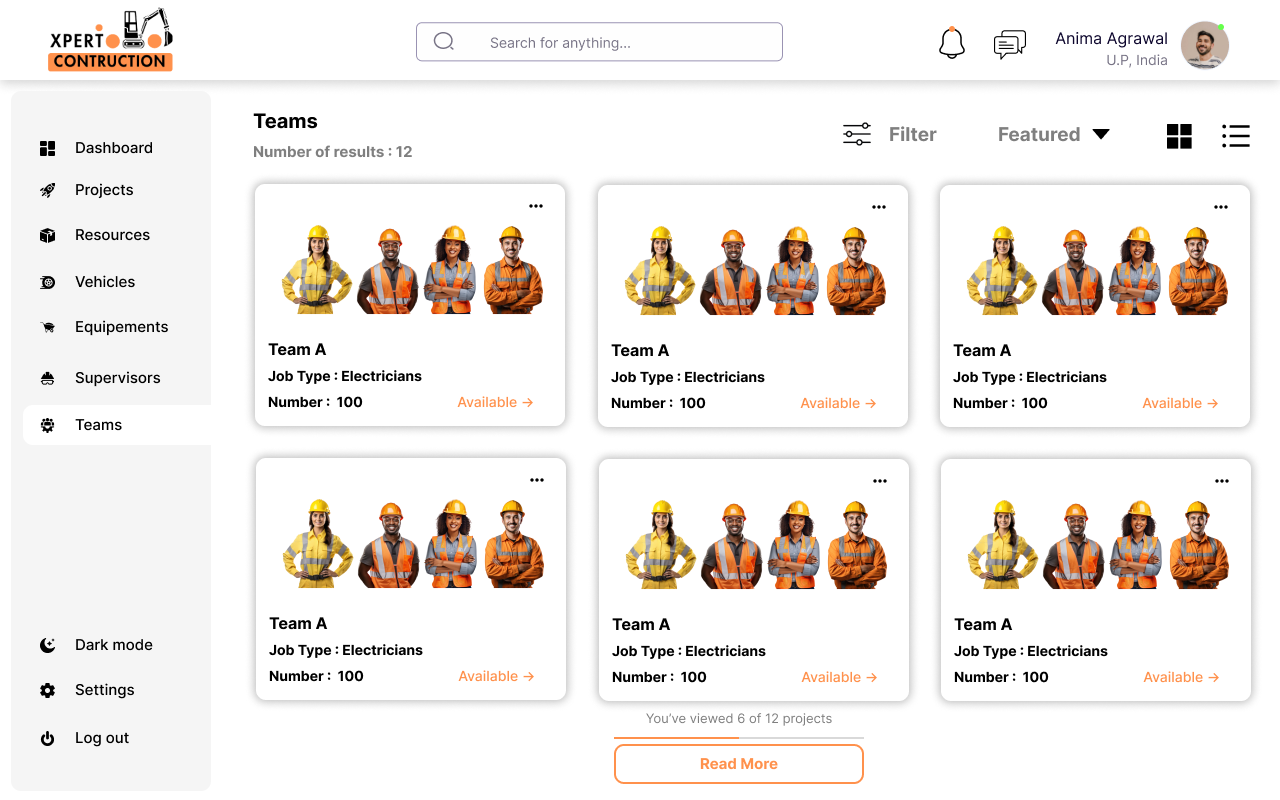 XPERT
CONTRUCTION
Search for anything...
Anima Agrawal
U.P, India
Dashboard
Projects
Resources
Vehicles
Equipements
Supervisors
Teams
Dark mode
Settings
Log out
Teams
Number of results : 12
Filter
Featured
Team A
Job Type : Electricians
Number : 100
Available →
Team A
Job Type : Electricians
Number : 100
Available →
Team A
Job Type : Electricians
Number : 100
Available →
Team A
Job Type : Electricians
Number : 100
Available →
Team A
Job Type : Electricians
Number : 100
Available →
Team A
Job Type : Electricians
Number : 100
Available →
You’ve viewed 6 of 12 projects
Read More